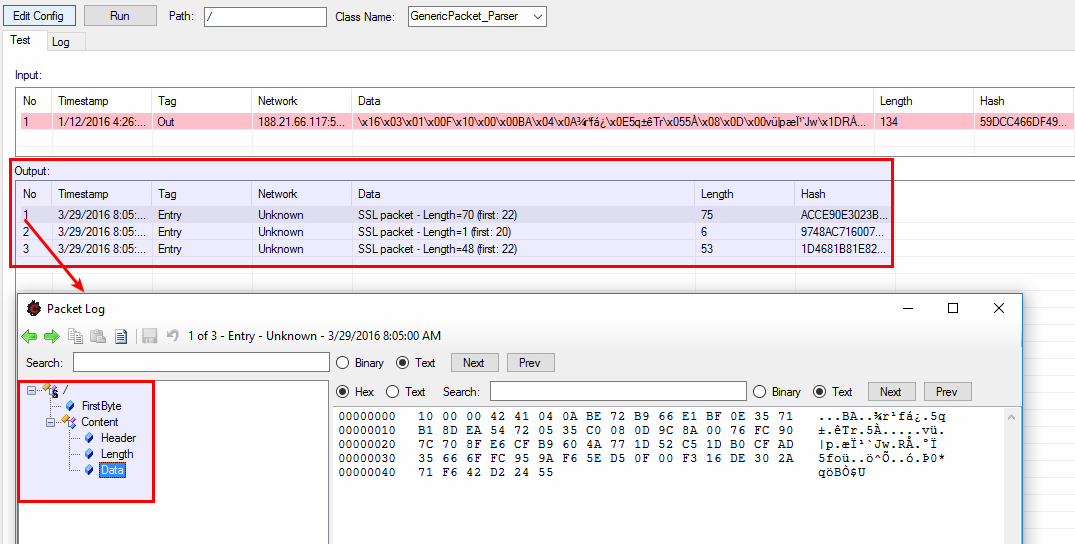 Edit Config Run Path: / Class Name: GenericPacket_Parser
Test Log
Input:
No Timestamp Tag Network Data Length Hash
1 1/12/2016 4:26:... Out 188.21.66.117:5... \x16\x03\x01\x00F\x10\x00\x00BA\x04\x0A¾r¹fá¿\x0E5q±êTr\x055À\x08\x0D\x00vü|pæÏ¹`Jw\x1DRÅ... 134 59DCC466DF49...
Output:
No Timestamp Tag Network Data Length Hash
1 3/29/2016 8:05:... Entry Unknown SSL packet - Length=70 (first: 22) 75 ACCE90E3023B...
2 3/29/2016 8:05:... Entry Unknown SSL packet - Length=1 (first: 20) 6 9748AC716007...
3 3/29/2016 8:05:... Entry Unknown SSL packet - Length=48 (first: 22) 53 1D4681B81E82...
Packet Log
1 of 3 - Entry - Unknown - 3/29/2016 8:05:00 AM
Search: Binary Text Next Prev
/
FirstByte
Content
Header
Length
Data
Hex Text Search: Binary Text Next Prev
00000000 10 00 00 42 41 04 0A BE 72 B9 66 E1 BF 0E 35 71 ...BA..¾r¹fá¿.5q
00000010 B1 8D EA 54 72 05 35 C0 08 0D 9C 8A 00 76 FC 90 ±.êTr.5À.....vü.
00000020 7C 70 8F E6 CF B9 60 4A 77 1D 52 C5 1D B0 CF AD |p.æÏ¹`Jw.RÅ.°Ï
00000030 35 66 6F FC 95 9A F6 5E D5 0F 00 F3 16 DE 30 2A 5foü..ö^Õ..ó.Þ0*
00000040 71 F6 42 D2 24 55 qöBÒ$U